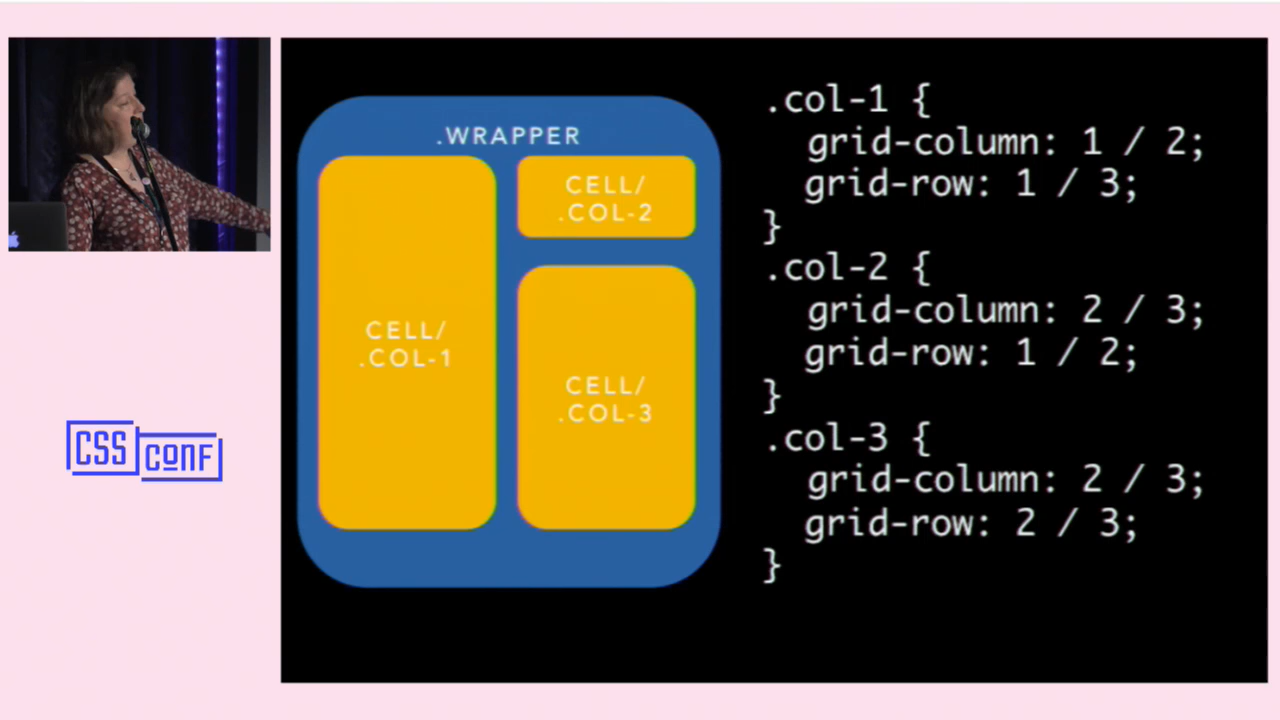 .WRAPPER
CELL/
.COL-1
CELL/
.COL-2
CELL/
.COL-3
.col-1 {
grid-column: 1 / 2;
grid-row: 1 / 3;
}
.col-2 {
grid-column: 2 / 3;
grid-row: 1 / 2;
}
.col-3 {
grid-column: 2 / 3;
grid-row: 2 / 3;
}
CSS
CONF